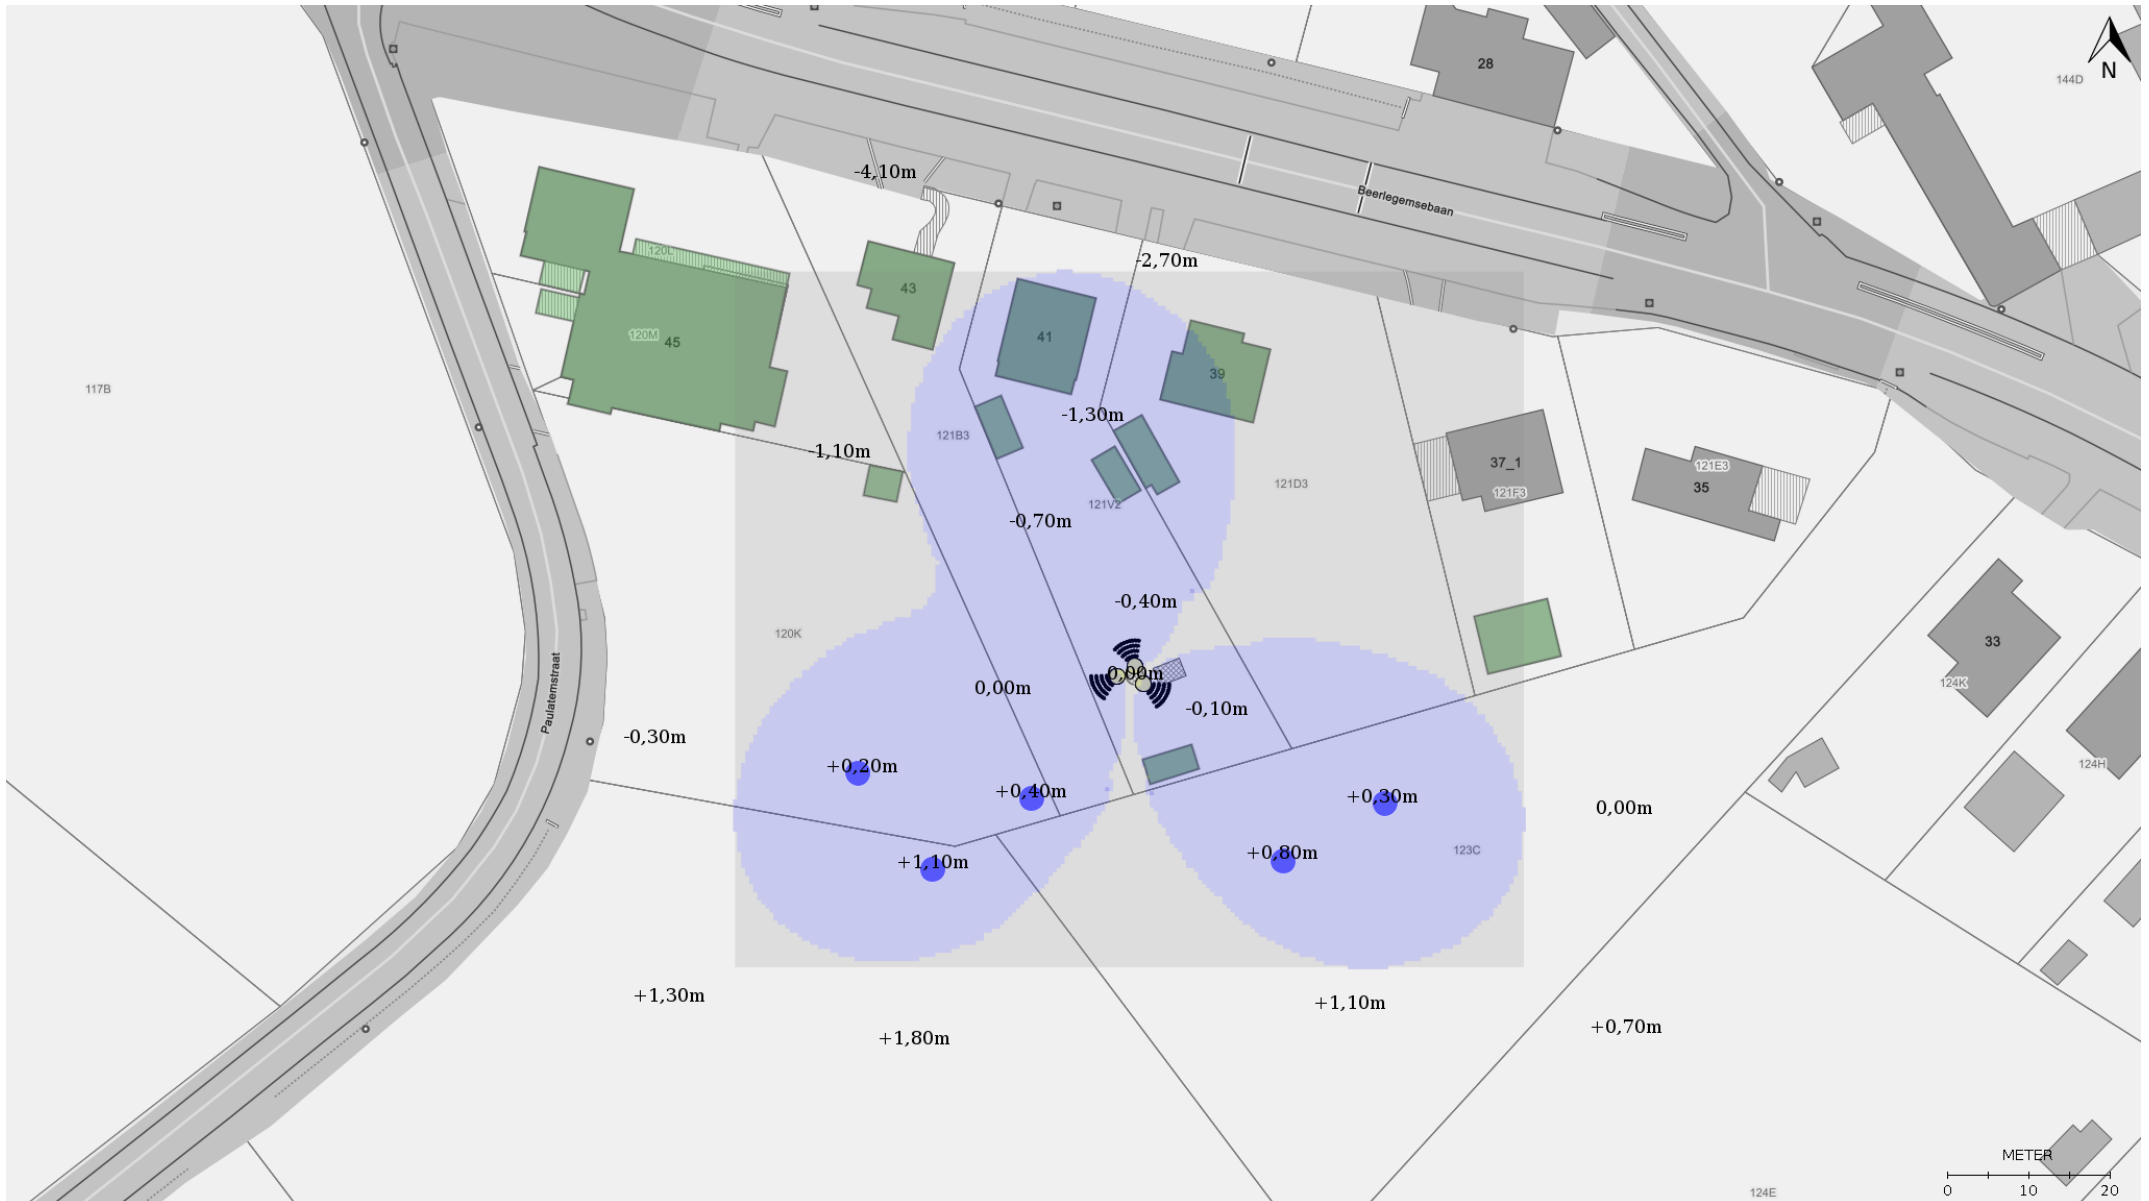 28
144D
N
-4,10m
Beerlegemsebaan
120L
-2,70m
43
41
120M
45
39
117B
-1,30m
121B3
-1,10m
37_1
121E3
35
121D3
121F3
121V2
-0,70m
-0,40m
120K
33
0,00m
0,00m
124K
Paulatemstraat
-0,10m
-0,30m
+0,20m
124H
+0,40m
+0,30m
0,00m
+0,80m
123C
+1,10m
+1,30m
+1,10m
+0,70m
+1,80m
METER
0 10 20
124E